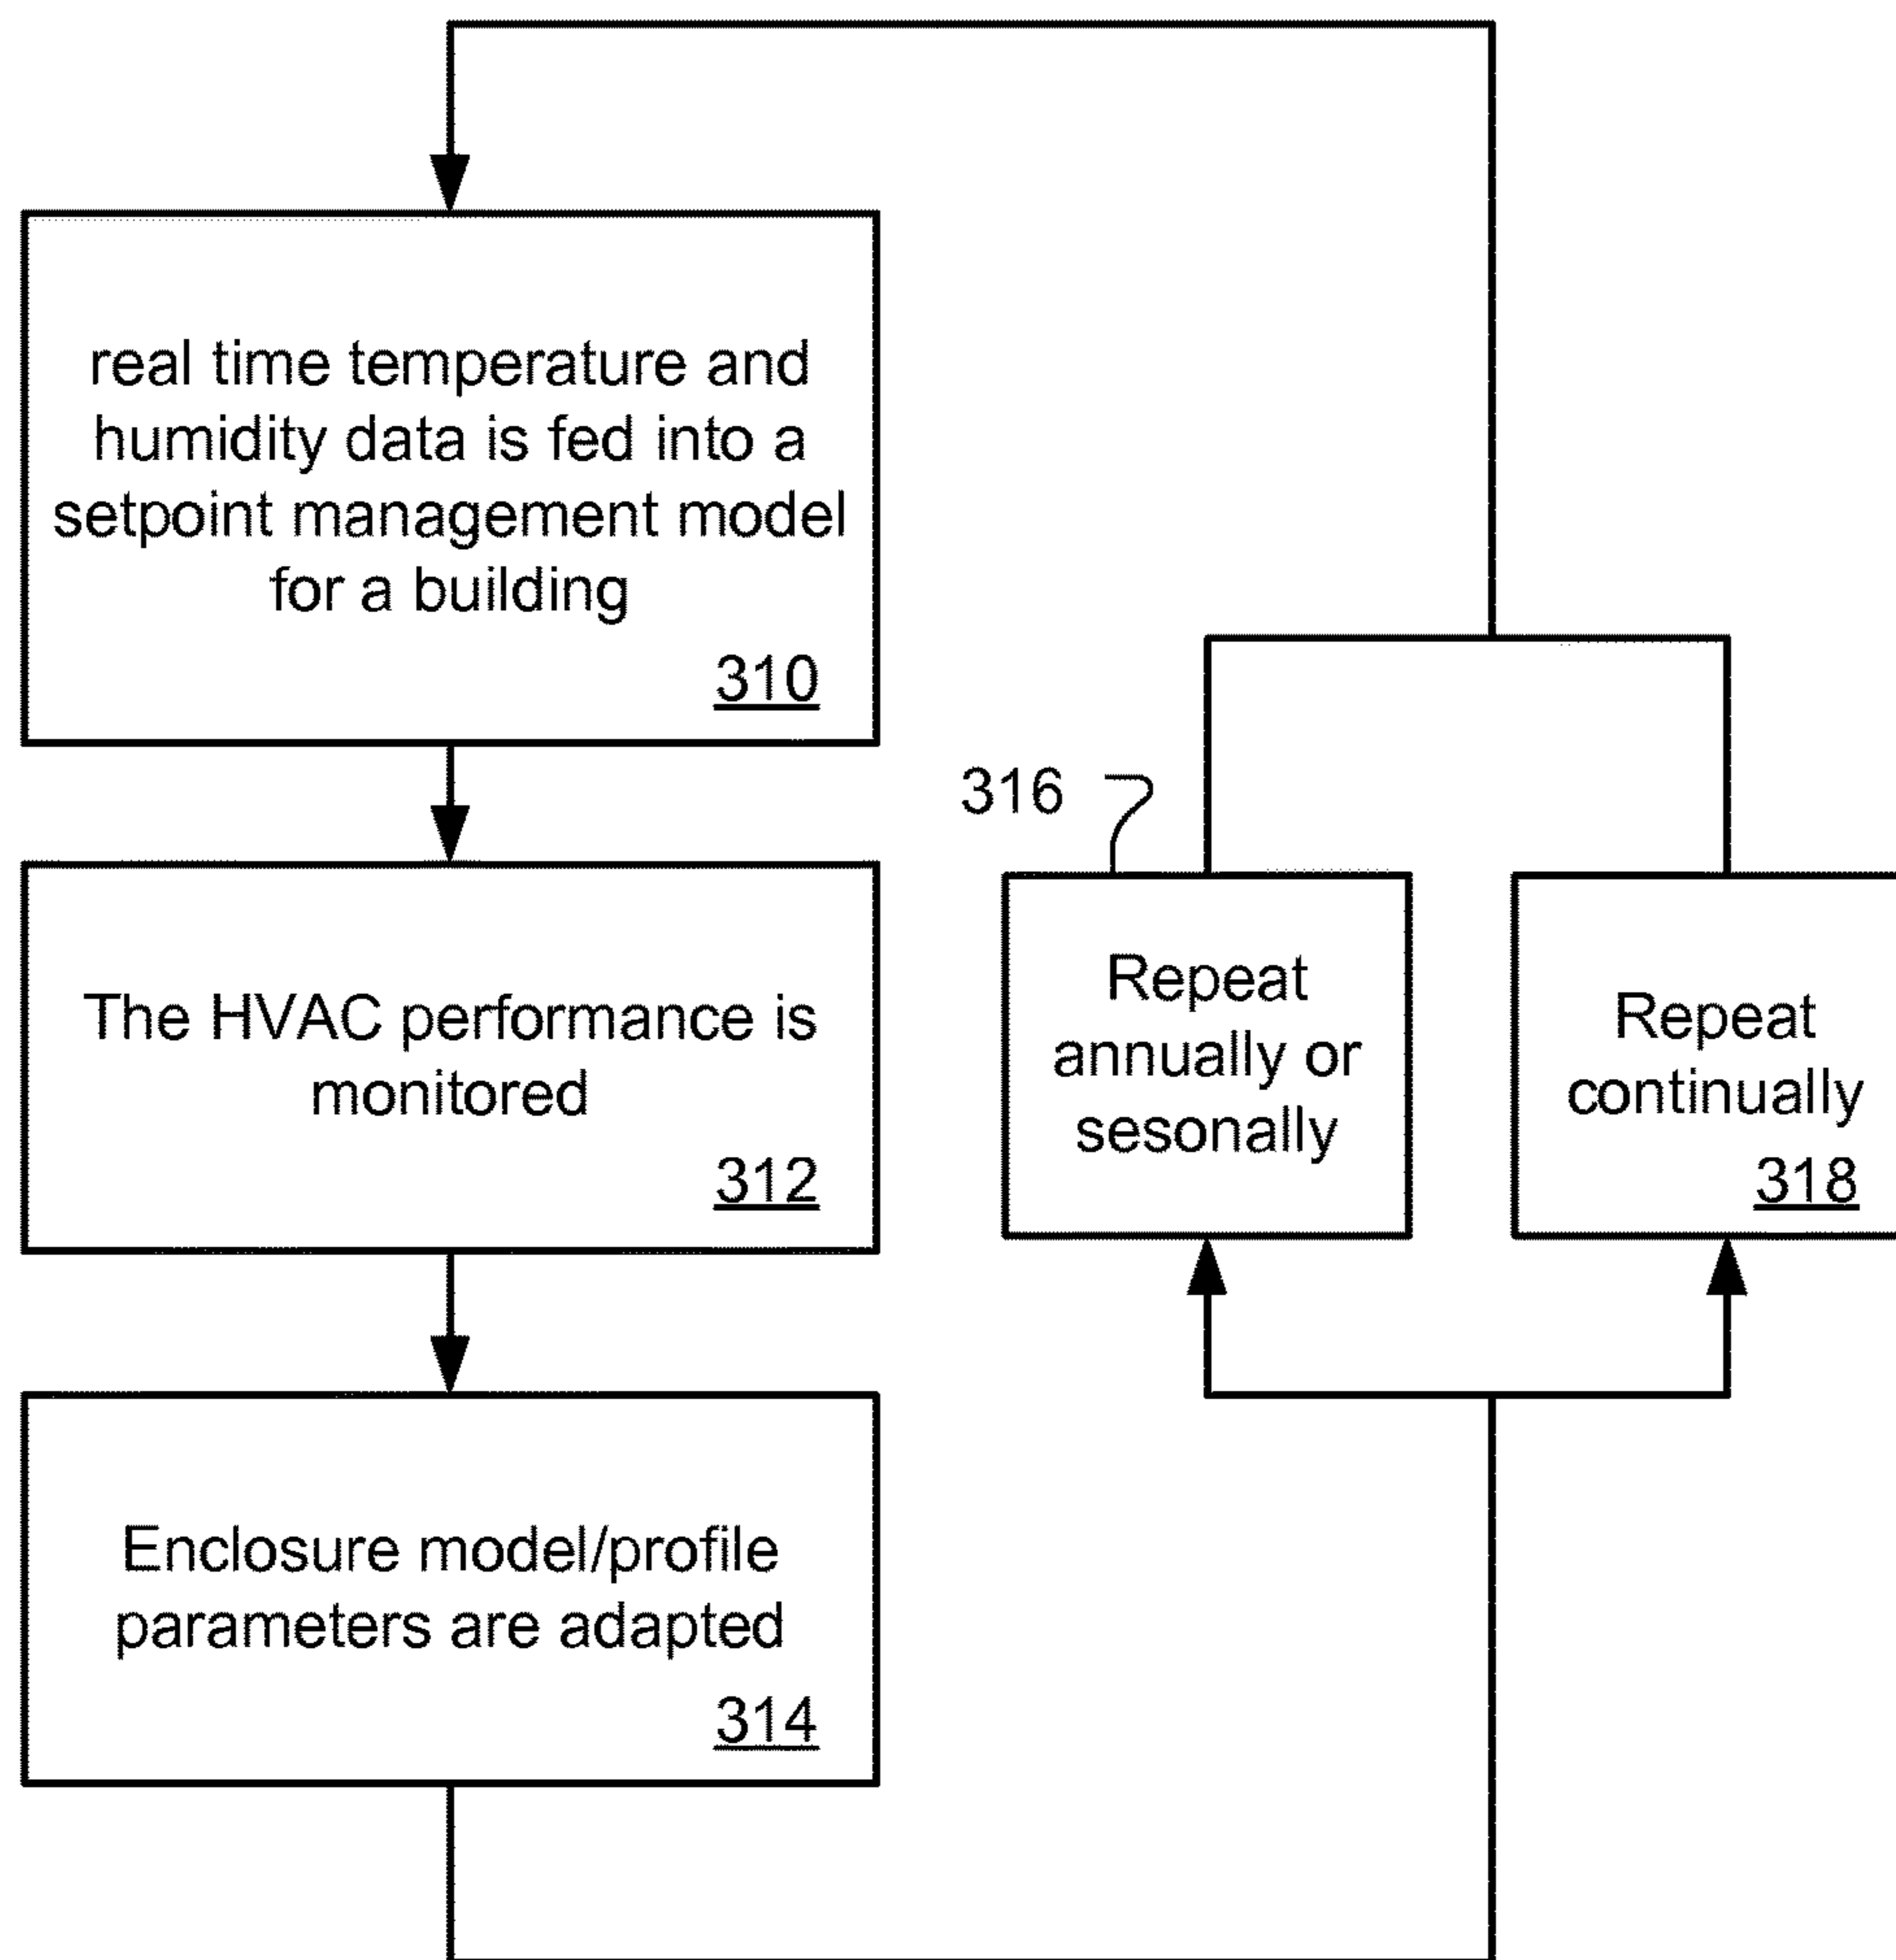 real time temperature and
humidity data is fed into a
setpoint management model
for a building
310
The HVAC performance is
monitored
312
Enclosure model/profile
parameters are adapted
314
316
Repeat
annually or
sesonally
Repeat
continually
318